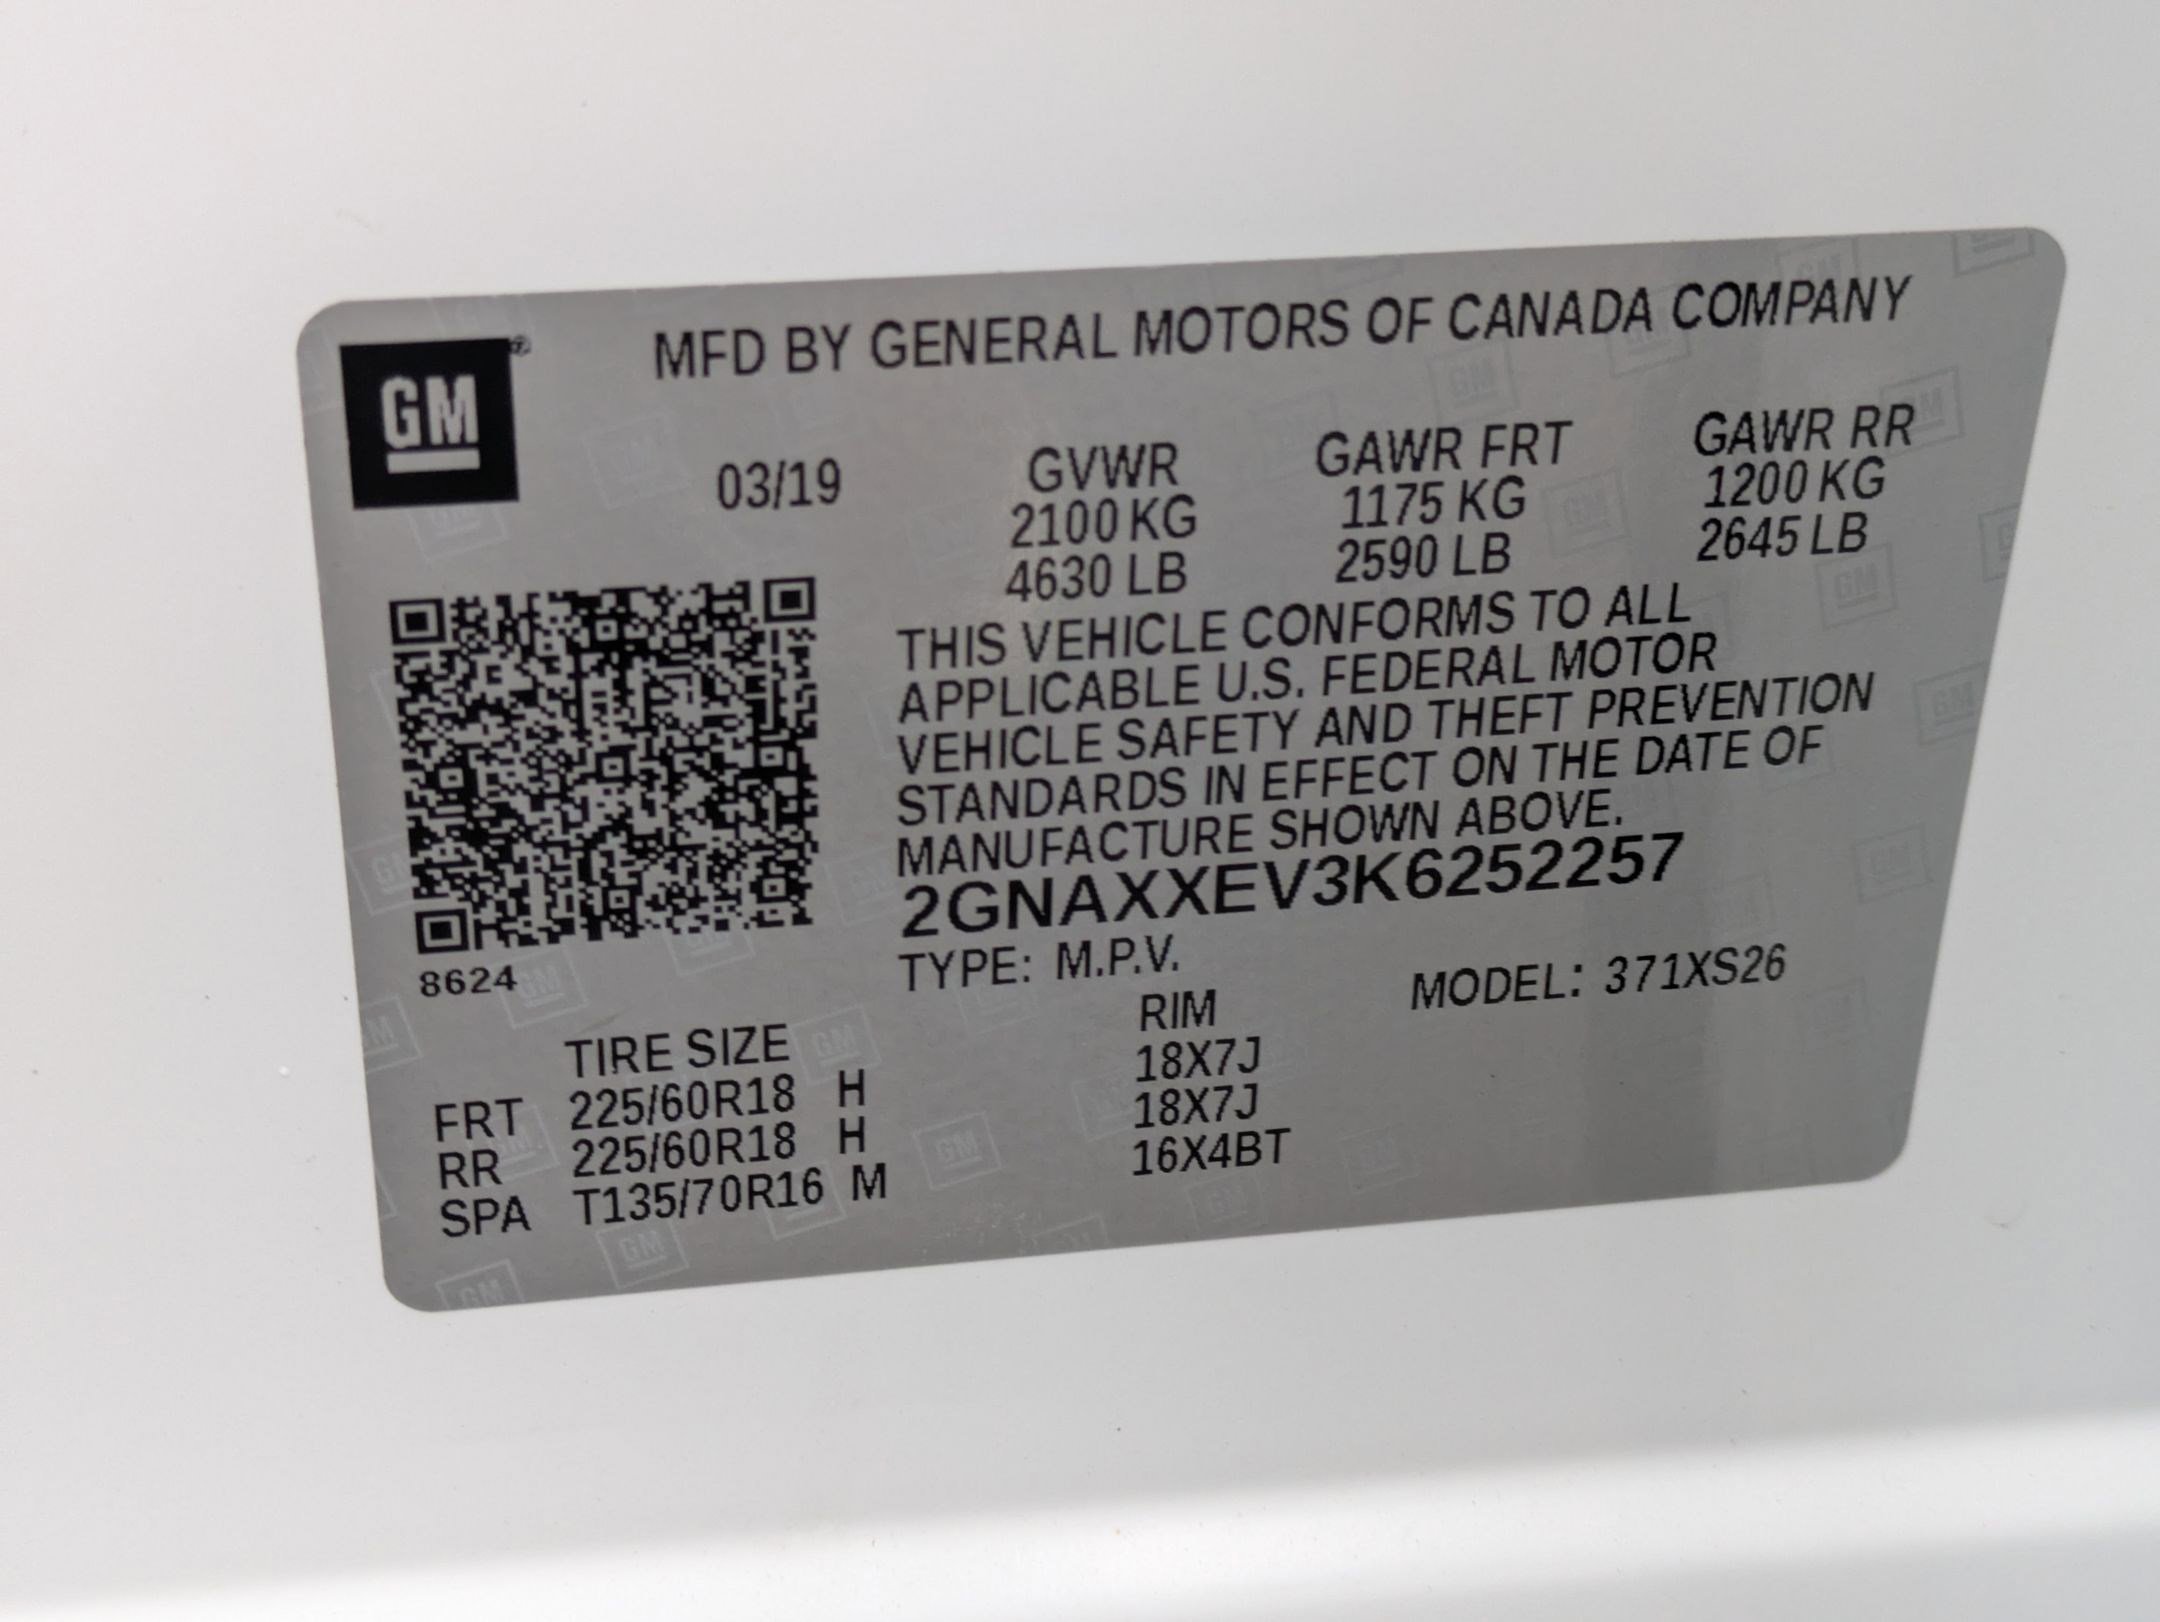 GM
MFD BY GENERAL MOTORS OF CANADA COMPANY
03/19 GVWR GAWR FRT GAWR RR
2100 KG 1175 KG 1200 KG
4630 LB 2590 LB 2645 LB
THIS VEHICLE CONFORMS TO ALL
APPLICABLE U.S. FEDERAL MOTOR
VEHICLE SAFETY AND THEFT PREVENTION
STANDARDS IN EFFECT ON THE DATE OF
MANUFACTURE SHOWN ABOVE.
2GNAXXEV3K6252257
8624
TYPE: M.P.V. MODEL: 371XS26
TIRE SIZE RIM
FRT 225/60R18 H 18X7J
RR 225/60R18 H 18X7J
SPA T135/70R16 M 16X4BT